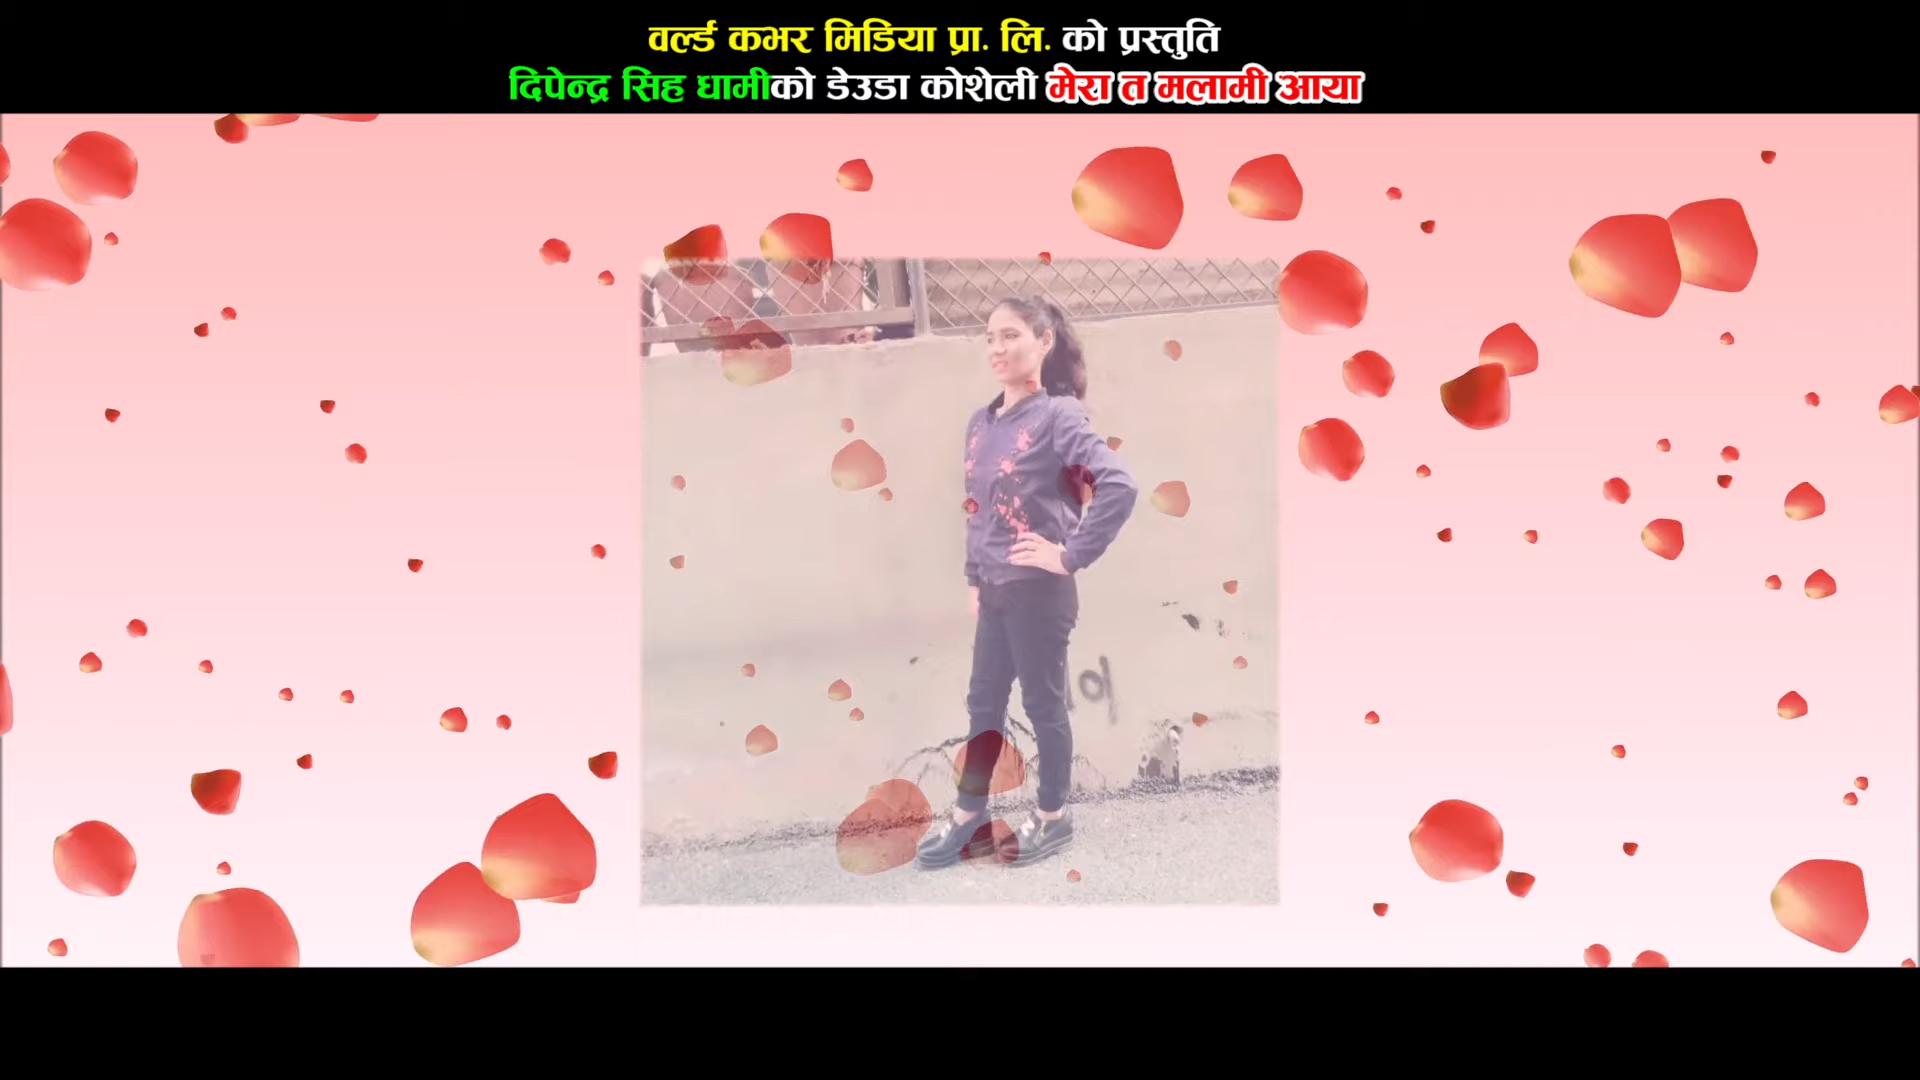 वर्ल्ड कभर मिडिया प्रा. लि. को प्रस्तुति
दिपेन्द्र सिह धामीको डेउडा कोशेली मेरा त मलामी आया